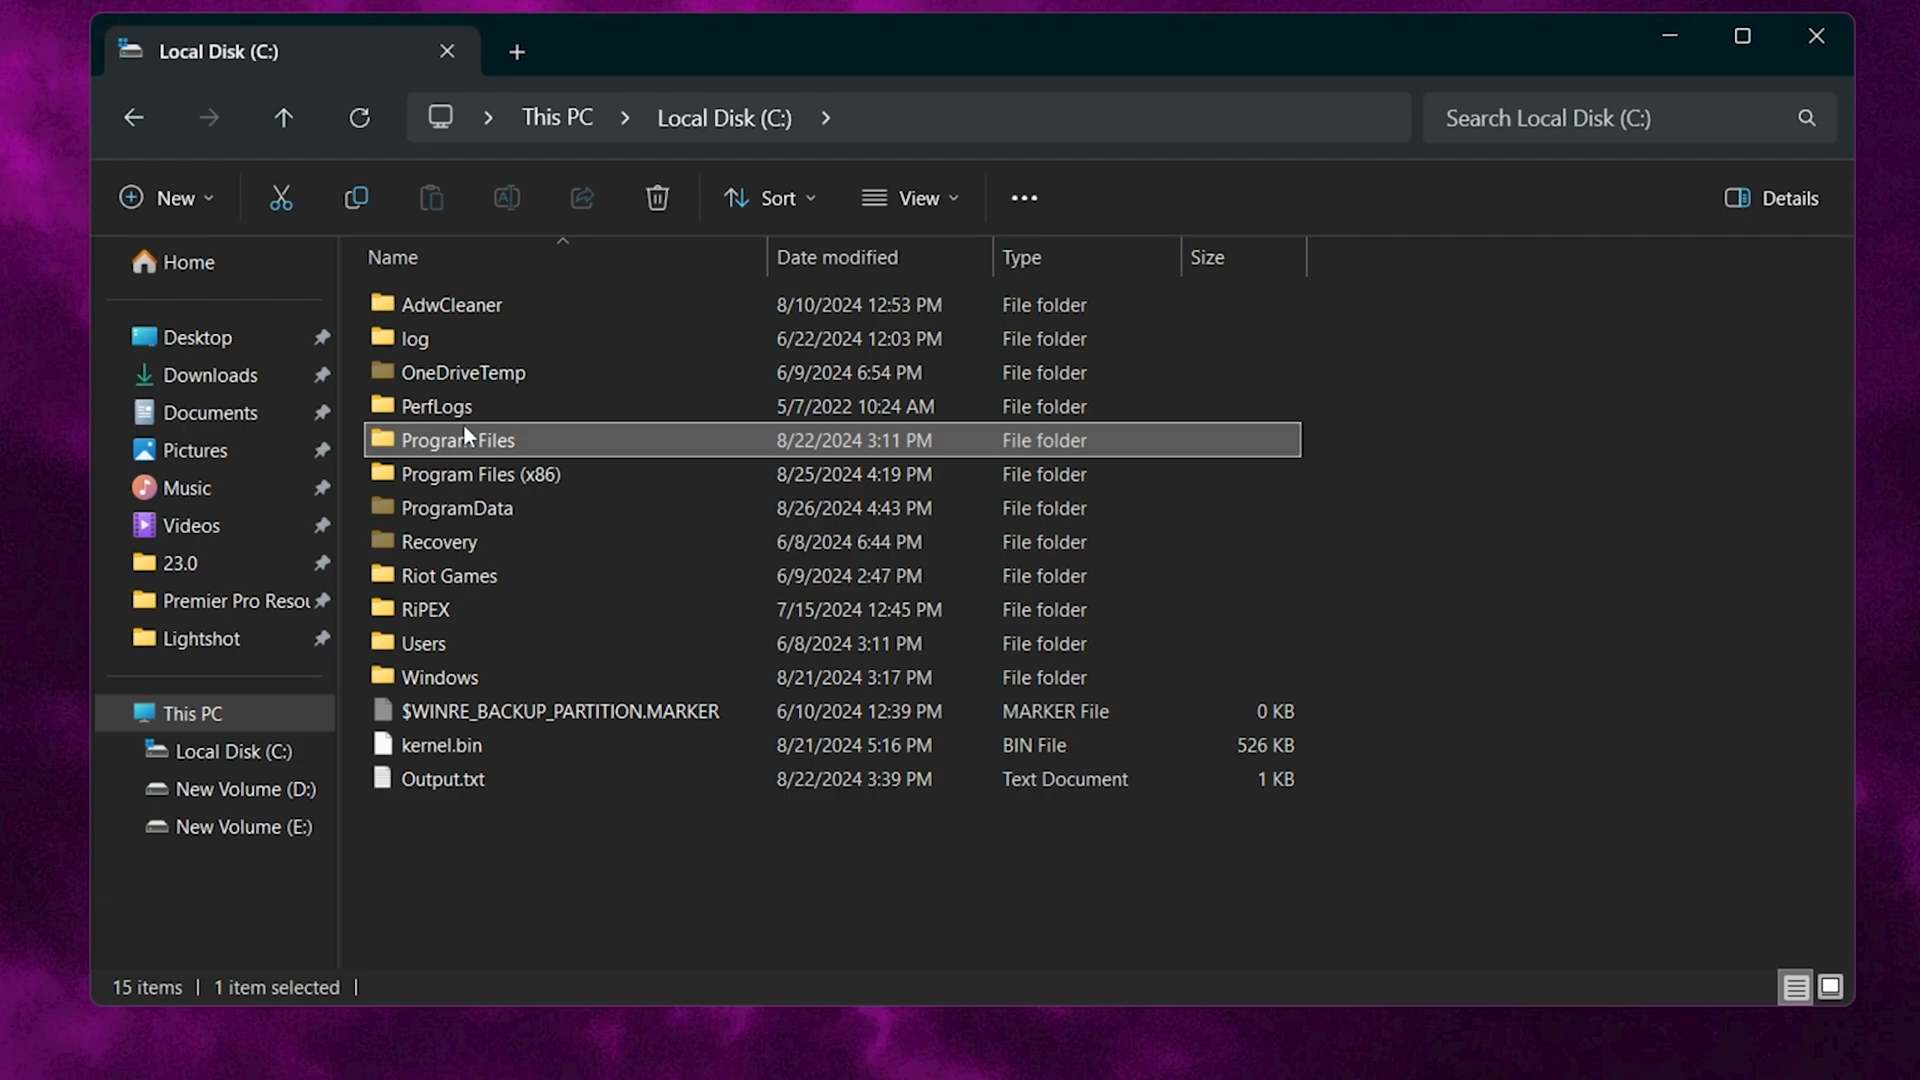 Local Disk (C:)
This PC > Local Disk (C:) >
Search Local Disk (C:)
New
Sort
View
Details
Name Date modified Type Size
Home
Desktop
Downloads
Documents
Pictures
Music
Videos
23.0
Premier Pro Resou
Lightshot
This PC
Local Disk (C:)
New Volume (D:)
New Volume (E:)
AdwCleaner 8/10/2024 12:53 PM File folder
log 6/22/2024 12:03 PM File folder
OneDriveTemp 6/9/2024 6:54 PM File folder
PerfLogs 5/7/2022 10:24 AM File folder
Program Files 8/22/2024 3:11 PM File folder
Program Files (x86) 8/25/2024 4:19 PM File folder
ProgramData 8/26/2024 4:43 PM File folder
Recovery 6/8/2024 6:44 PM File folder
Riot Games 6/9/2024 2:47 PM File folder
RiPEX 7/15/2024 12:45 PM File folder
Users 6/8/2024 3:11 PM File folder
Windows 8/21/2024 3:17 PM File folder
$WINRE_BACKUP_PARTITION.MARKER 6/10/2024 12:39 PM MARKER File 0 KB
kernel.bin 8/21/2024 5:16 PM BIN File 526 KB
Output.txt 8/22/2024 3:39 PM Text Document 1 KB
15 items | 1 item selected |